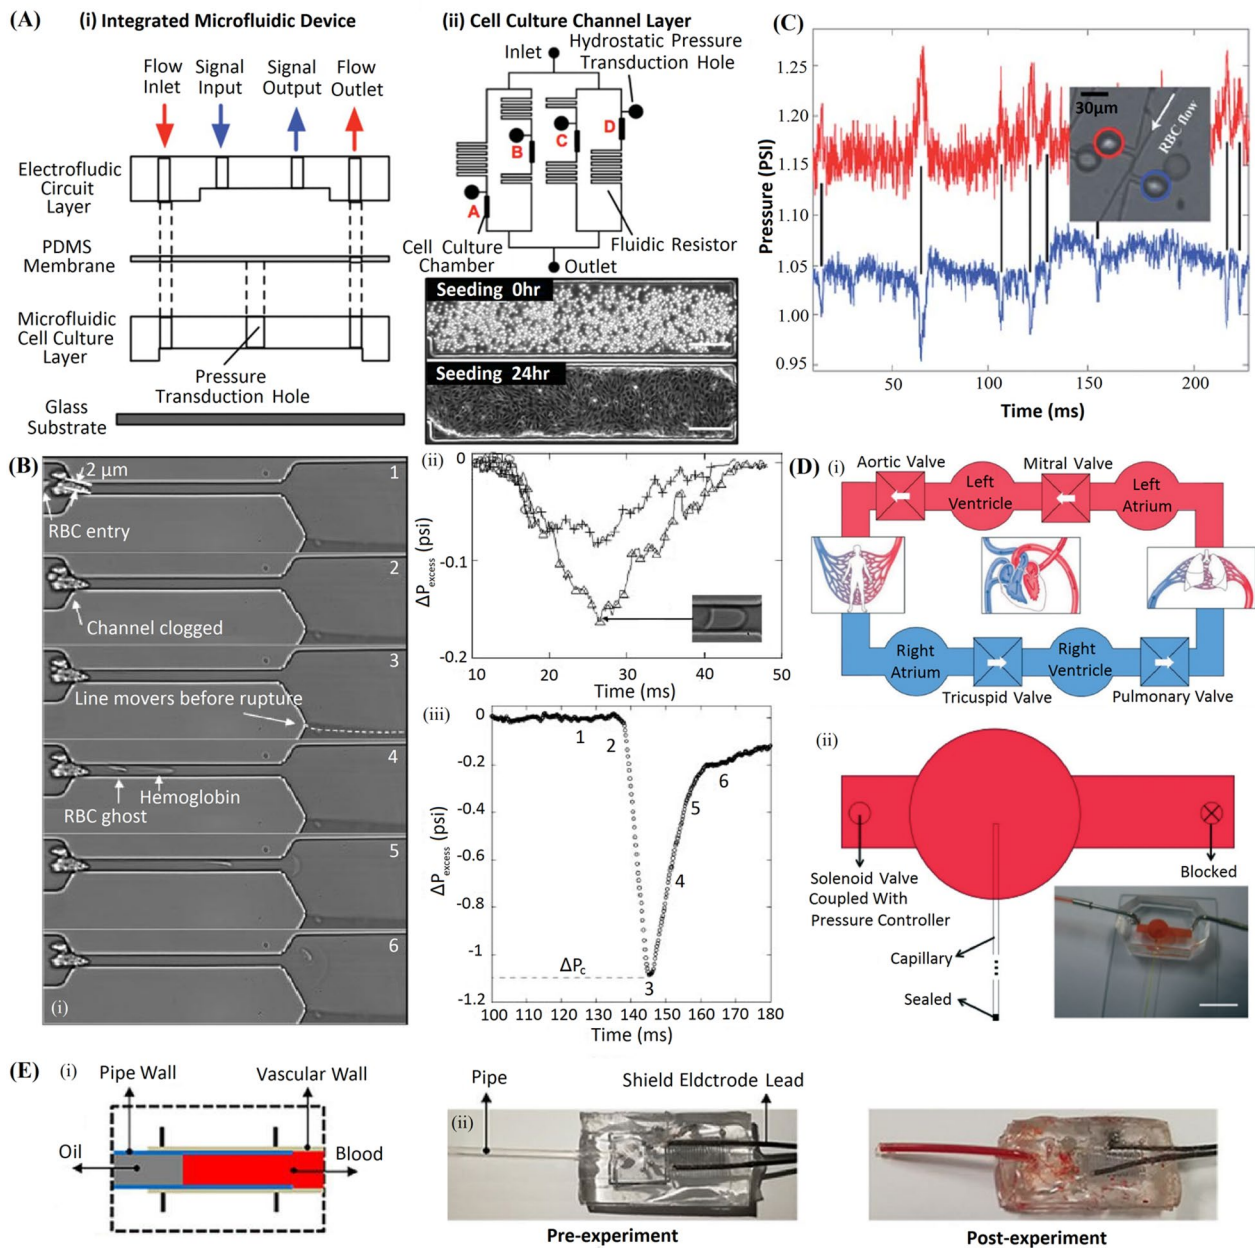 (A)
(i) Integrated Microfluidic Device
Flow
Inlet
Signal
Input
Signal
Output
Flow
Outlet
Electrofludic
Circuit
Layer
PDMS
Membrane
Microfluidic
Cell Culture
Layer
Pressure
Transduction Hole
Glass
Substrate
(ii) Cell Culture Channel Layer
Inlet
Hydrostatic Pressure
Transduction Hole
A
B
C
D
Cell Culture
Chamber
Fluidic Resistor
Outlet
Seeding 0hr
Seeding 24hr
(C)
Pressure (PSI)
1.25
1.20
1.15
1.10
1.05
1.00
0.95
30μm
RBC flow
50
100
150
200
Time (ms)
(B)
2 μm
1
RBC entry
2
Channel clogged
3
Line movers before rupture
4
Hemoglobin
RBC ghost
5
6
(i)
(ii)
ΔPexcess (psi)
0
-0.1
-0.2
10
20
30
40
50
Time (ms)
(iii)
ΔPexcess (psi)
0
-0.2
-0.4
-0.6
-0.8
-1
-1.2
1
2
6
5
4
ΔPc
3
100 110 120 130 140 150 160 170 180
Time (ms)
(D)
(i)
Aortic Valve
Mitral Valve
Left
Ventricle
Left
Atrium
Right
Atrium
Right
Ventricle
Tricuspid Valve
Pulmonary Valve
(ii)
Solenoid Valve
Coupled With
Pressure Controller
Blocked
Capillary
Sealed
(E)
(i)
Pipe Wall
Vascular Wall
Oil
Blood
(ii)
Pipe
Shield Eldctrode Lead
Pre-experiment
Post-experiment